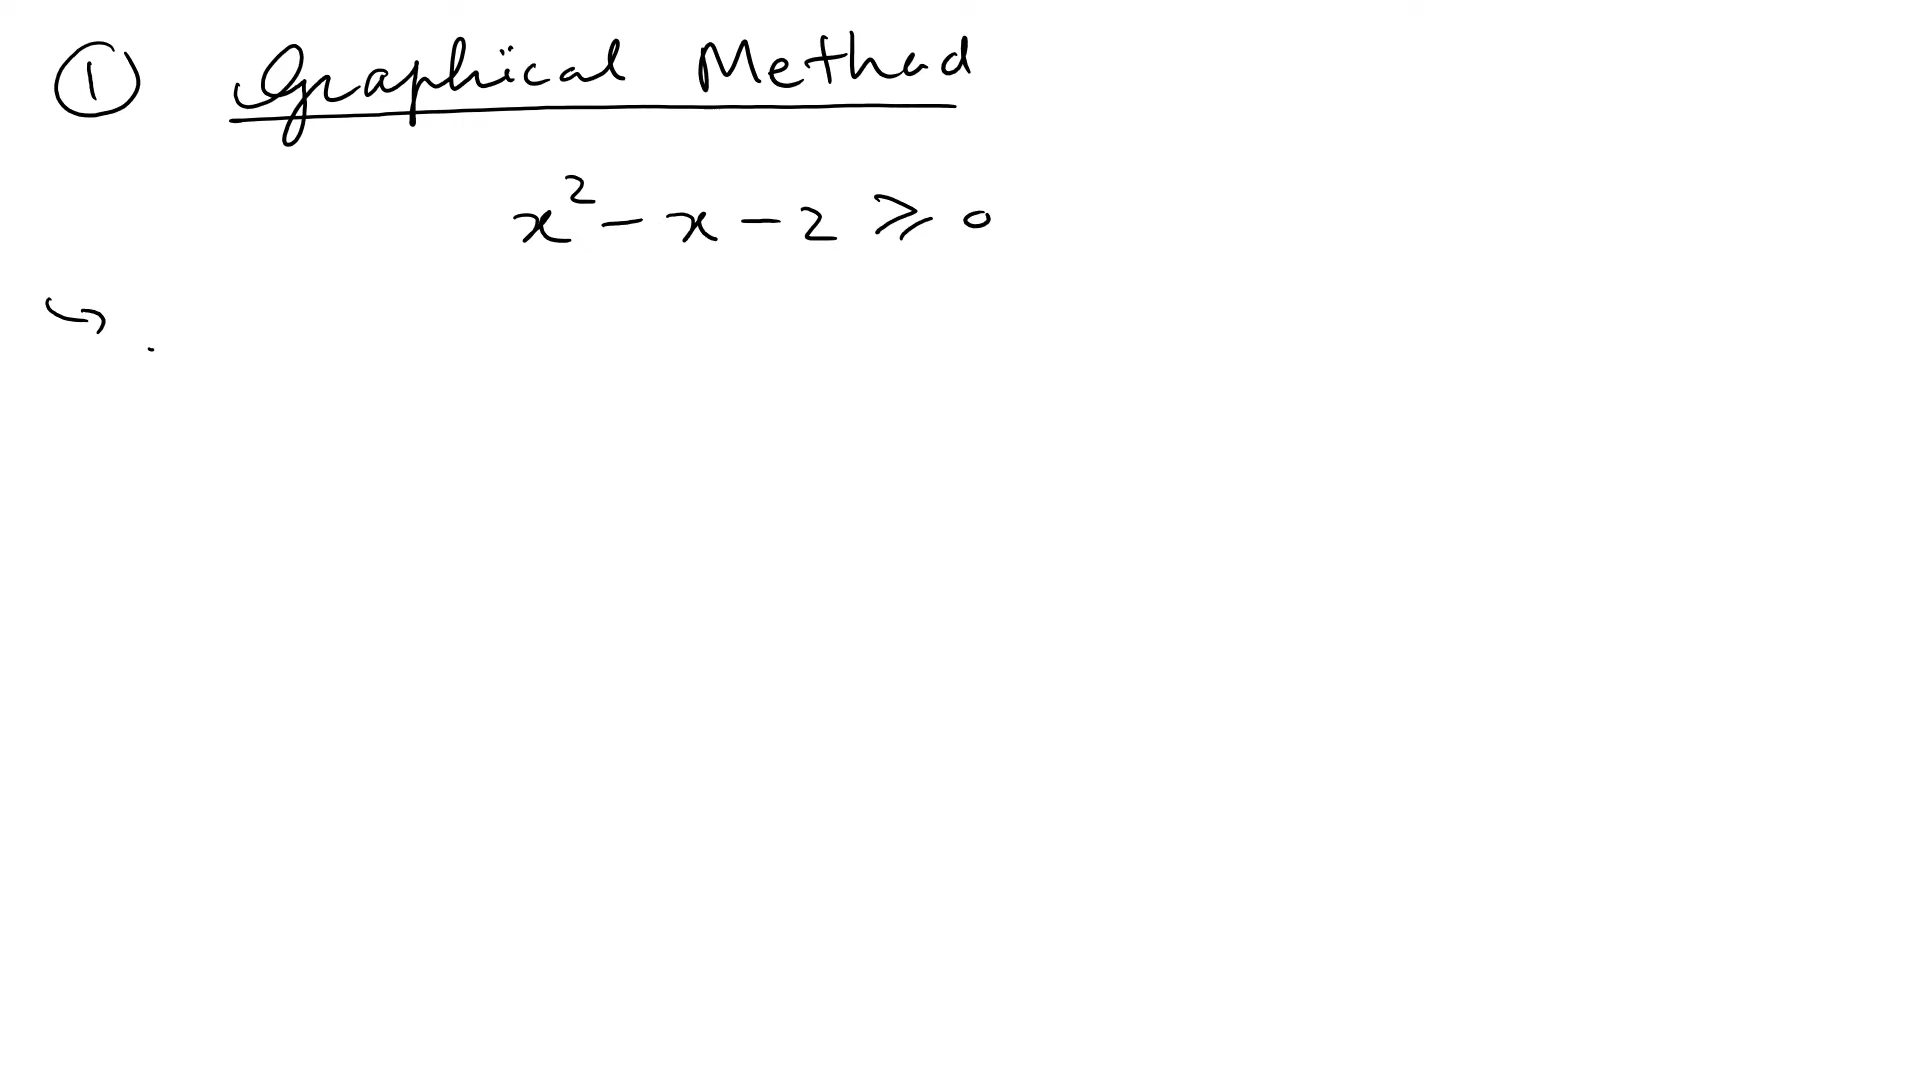 ① Graphical Method
x² - x - 2 ⩾ 0
↪